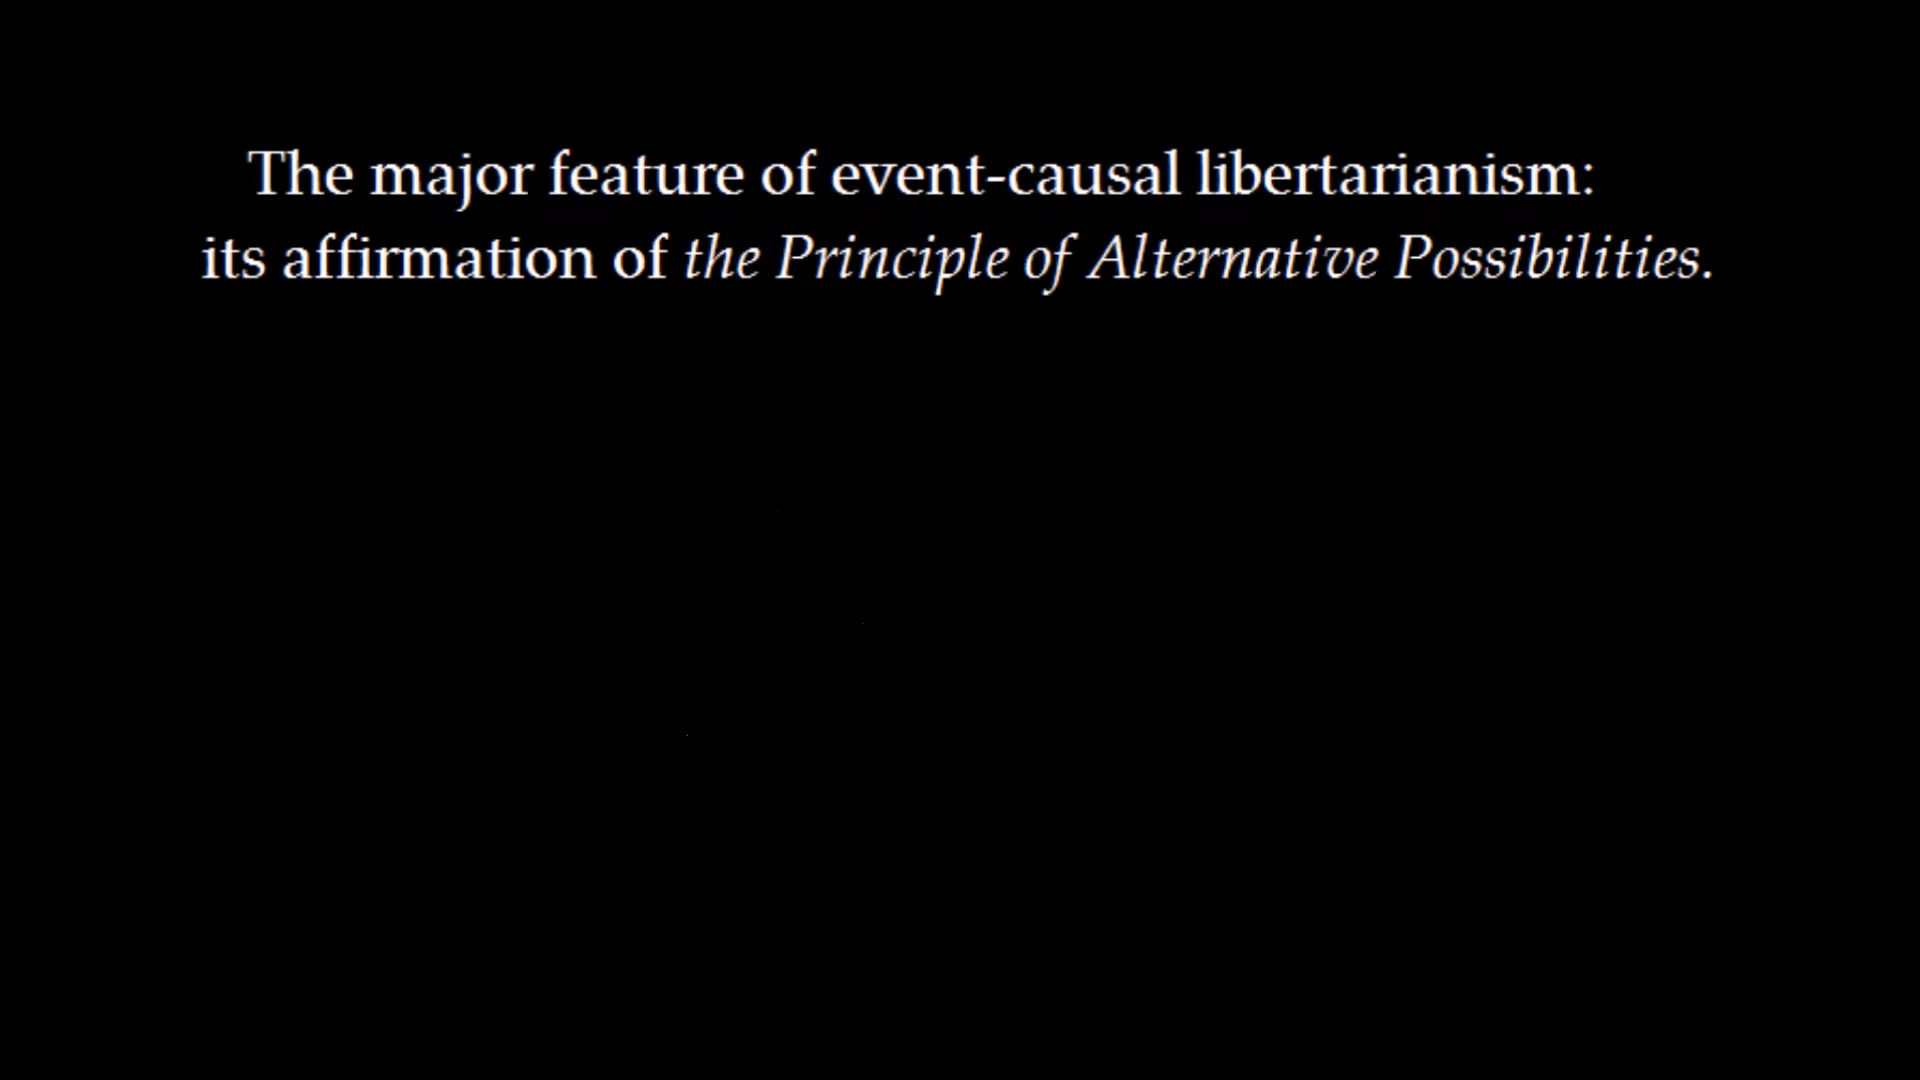 The major feature of event-causal libertarianism:
its affirmation of the Principle of Alternative Possibilities.